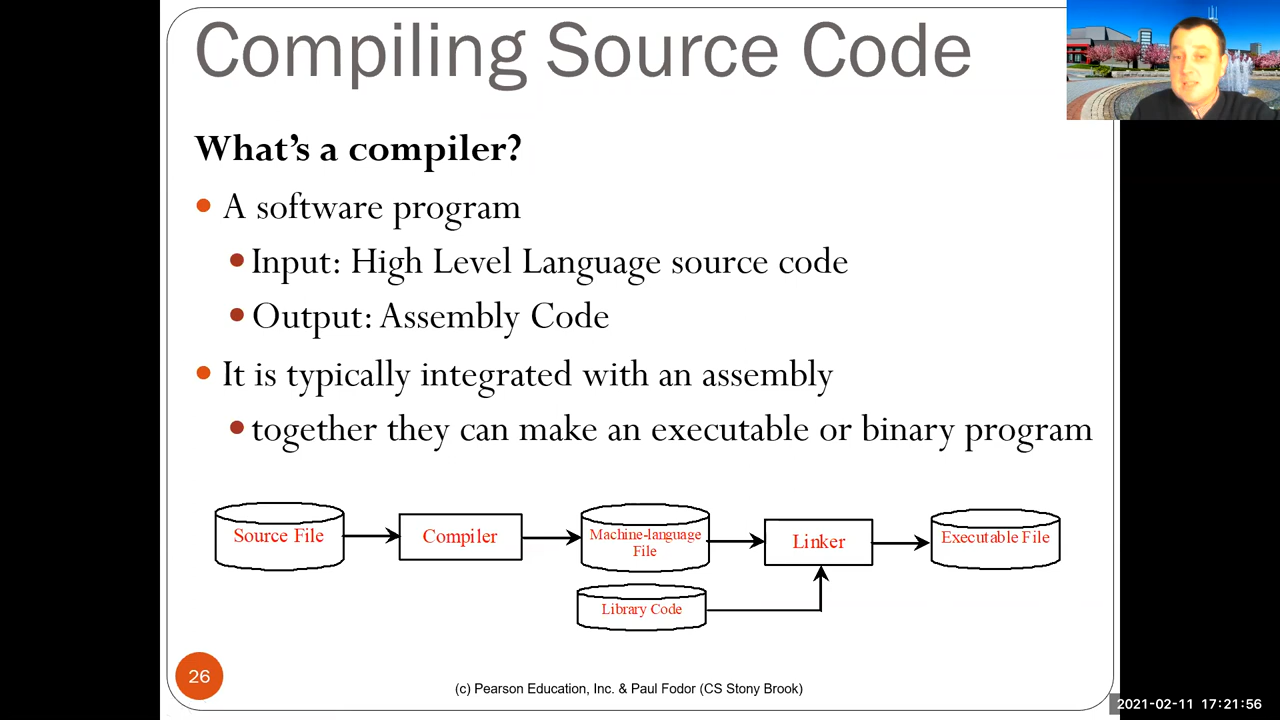 Compiling Source Code
What's a compiler?
A software program
Input: High Level Language source code
Output: Assembly Code
It is typically integrated with an assembly
together they can make an executable or binary program
Source File
Compiler
Machine-language
File
Linker
Executable File
Library Code
26
(c) Pearson Education, Inc. & Paul Fodor (CS Stony Brook)
2021-02-11 17:21:56